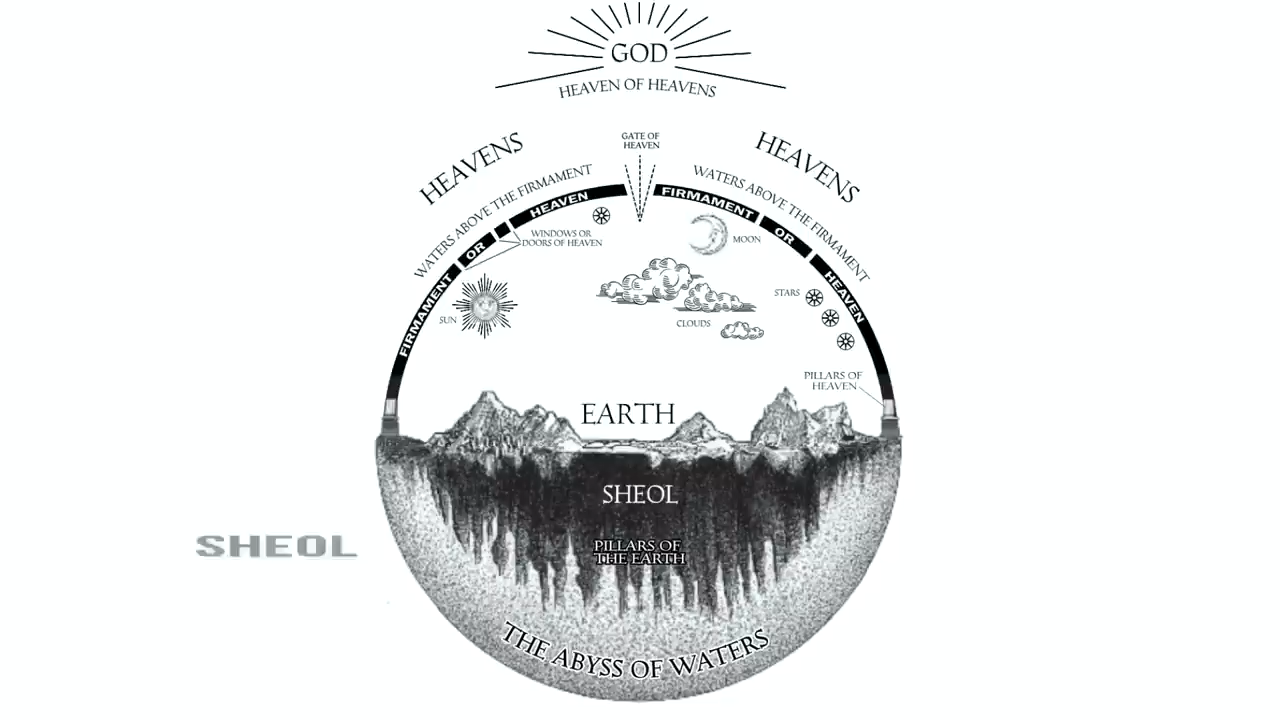 GOD
HEAVEN OF HEAVENS
HEAVENS
GATE OF
HEAVEN
HEAVENS
WATERS ABOVE THE FIRMAMENT
WATERS ABOVE THE FIRMAMENT
FIRMAMENT OR HEAVEN
FIRMAMENT OR HEAVEN
WINDOWS OR
DOORS OF HEAVEN
MOON
SUN
STARS
CLOUDS
PILLARS OF
HEAVEN
EARTH
SHEOL
SHEOL
PILLARS OF
THE EARTH
THE ABYSS OF WATERS